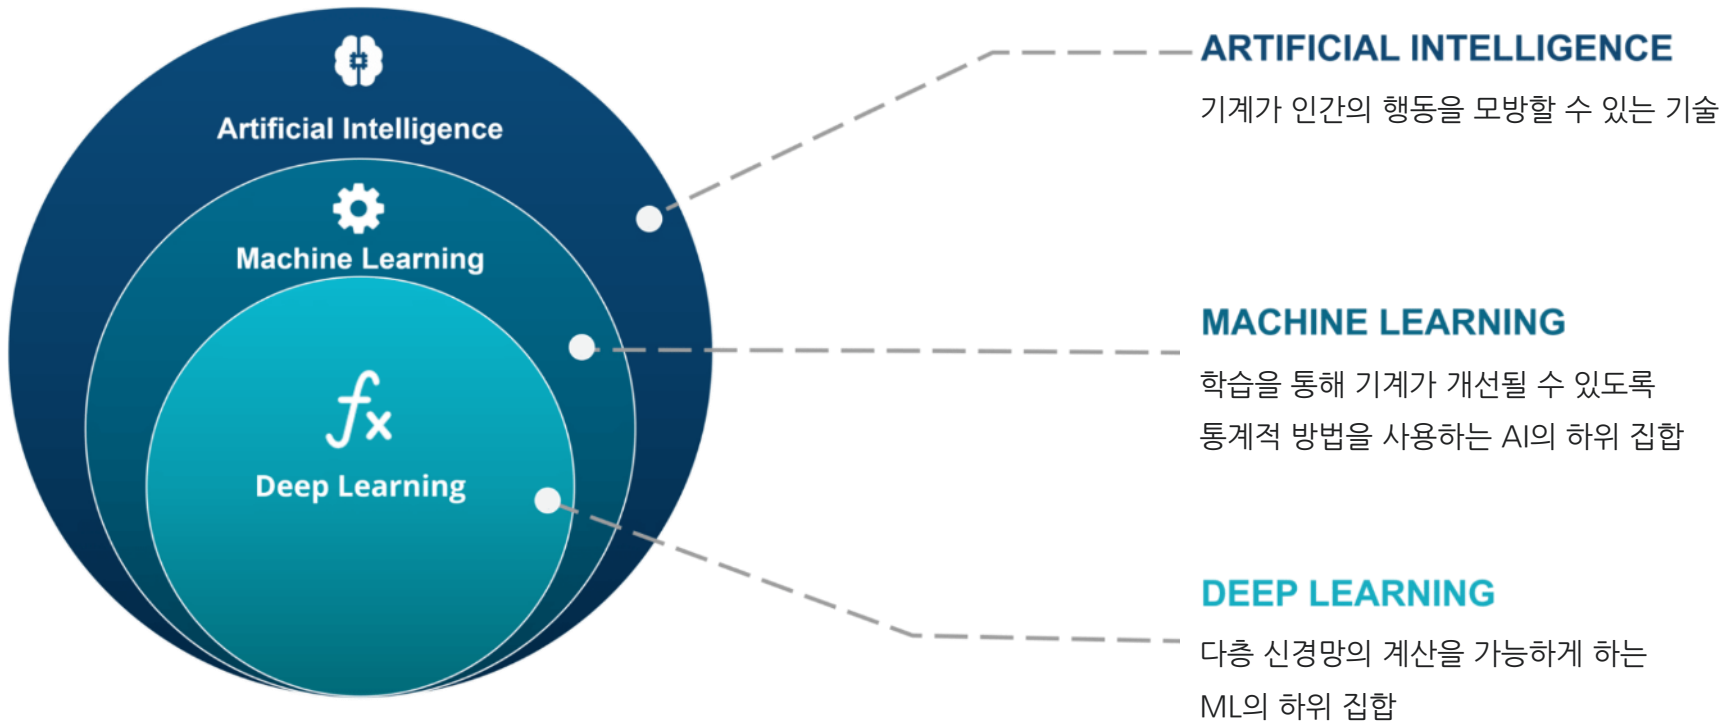 Artificial Intelligence
Machine Learning
fx
Deep Learning
ARTIFICIAL INTELLIGENCE
기계가 인간의 행동을 모방할 수 있는 기술
MACHINE LEARNING
학습을 통해 기계가 개선될 수 있도록
통계적 방법을 사용하는 AI의 하위 집합
DEEP LEARNING
다층 신경망의 계산을 가능하게 하는
ML의 하위 집합